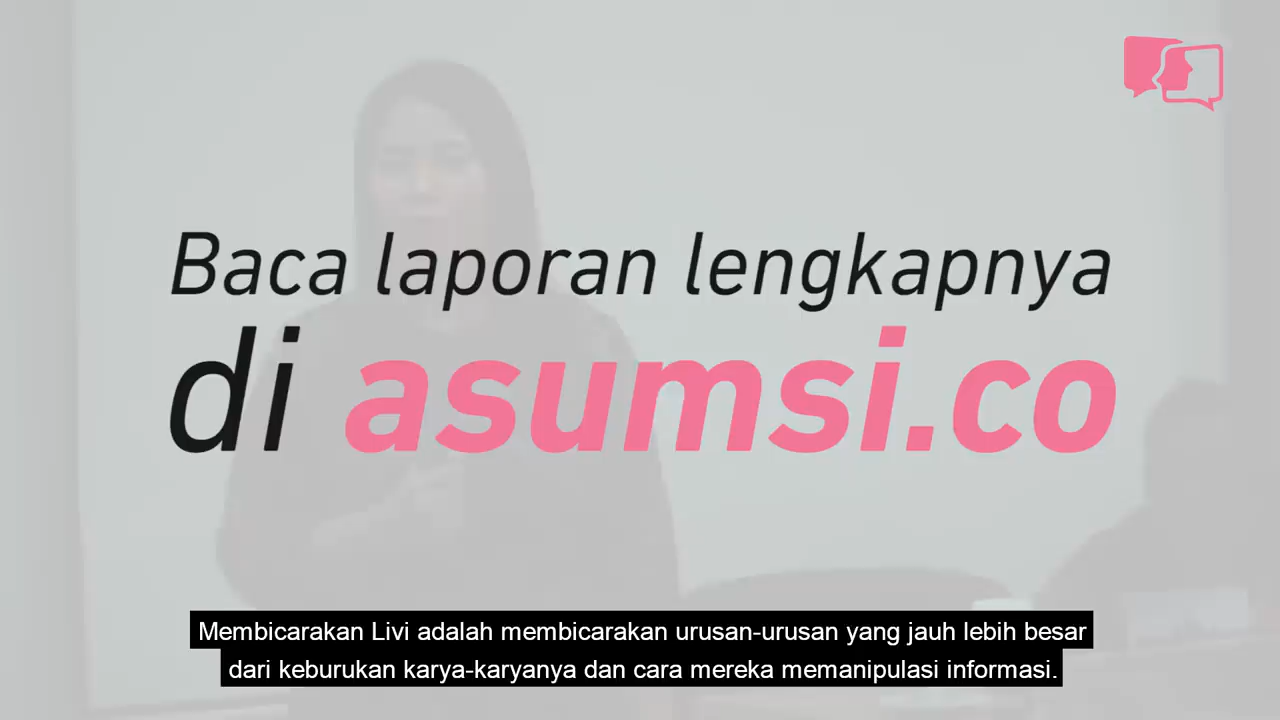 Baca laporan lengkapnya
di asumsi.co
Membicarakan Livi adalah membicarakan urusan-urusan yang jauh lebih besar
dari keburukan karya-karyanya dan cara mereka memanipulasi informasi.